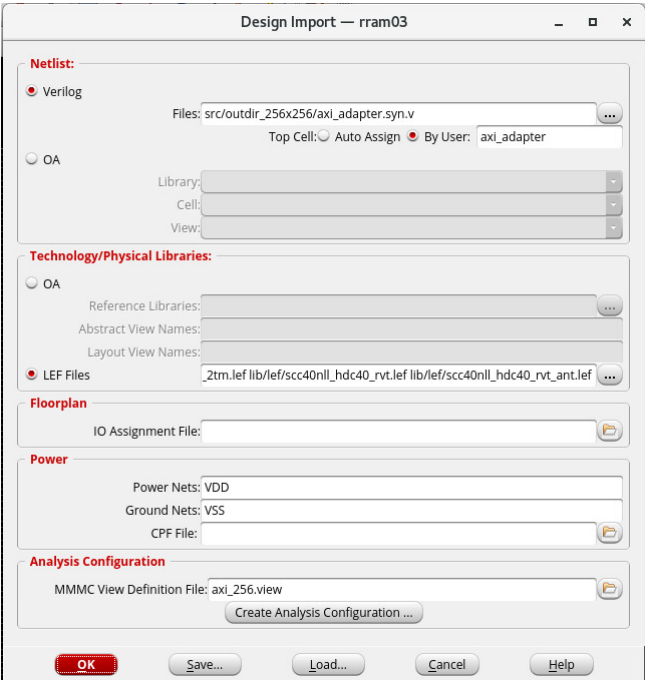 Design Import — rram03
Netlist:
Verilog
Files: src/outdir_256x256/axi_adapter.syn.v ...
Top Cell: Auto Assign By User: axi_adapter
OA
Library:
Cell:
View:
Technology/Physical Libraries:
OA
Reference Libraries: ...
Abstract View Names:
Layout View Names:
LEF Files _2tm.lef lib/lef/scc40nll_hdc40_rvt.lef lib/lef/scc40nll_hdc40_rvt_ant.lef ...
Floorplan
IO Assignment File:
Power
Power Nets: VDD
Ground Nets: VSS
CPF File:
Analysis Configuration
MMMC View Definition File: axi_256.view
Create Analysis Configuration ...
OK Save... Load... Cancel Help